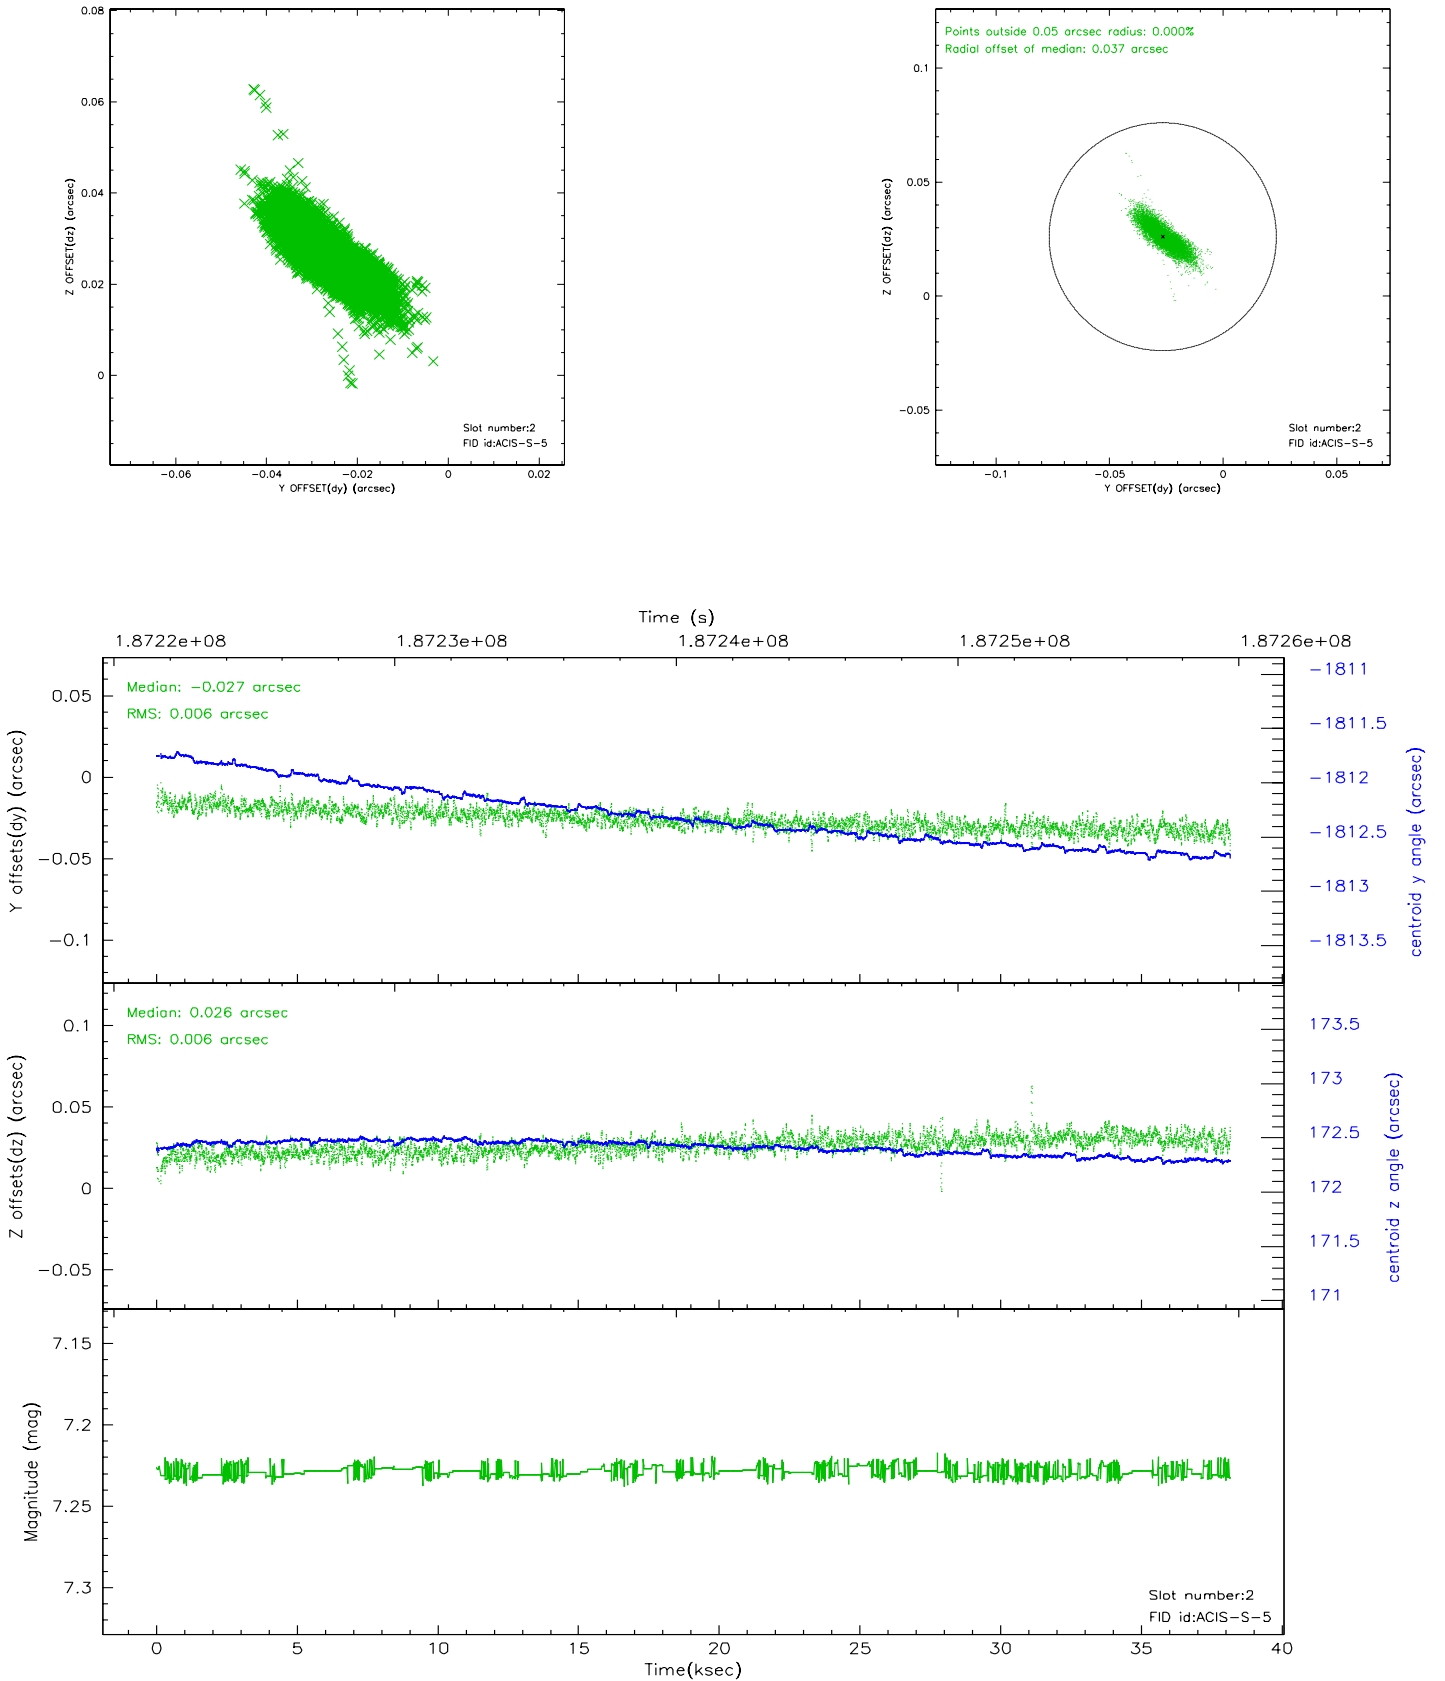 0.08
0.06
0.04
0.02
0
Z OFFSET(dz) (arcsec)
Slot number:2
FID id:ACIS-S-5
-0.06
-0.04
-0.02
0
0.02
Y OFFSET(dy) (arcsec)
Points outside 0.05 arcsec radius: 0.000%
Radial offset of median: 0.037 arcsec
0.1
0.05
0
-0.05
Z OFFSET(dz) (arcsec)
Slot number:2
FID id:ACIS-S-5
-0.1
-0.05
0
0.05
Y OFFSET(dy) (arcsec)
Time (s)
1.8722e+08
1.8723e+08
1.8724e+08
1.8725e+08
1.8726e+08
Median: -0.027 arcsec
RMS: 0.006 arcsec
0.05
0
-0.05
-0.1
Y offsets(dy) (arcsec)
-1811
-1811.5
-1812
-1812.5
-1813
-1813.5
centroid y angle (arcsec)
Median: 0.026 arcsec
RMS: 0.006 arcsec
0.1
0.05
0
-0.05
Z offsets(dz) (arcsec)
173.5
173
172.5
172
171.5
171
centroid z angle (arcsec)
7.15
7.2
7.25
7.3
Magnitude (mag)
Slot number:2
FID id:ACIS-S-5
0
5
10
15
20
25
30
35
40
Time(ksec)